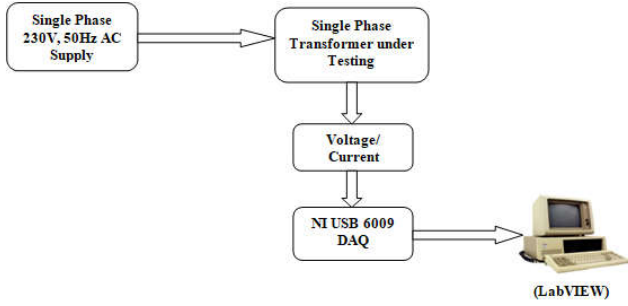 Single Phase
230V, 50Hz AC
Supply
Single Phase
Transformer under
Testing
Voltage/
Current
NI USB 6009
DAQ
(LabVIEW)